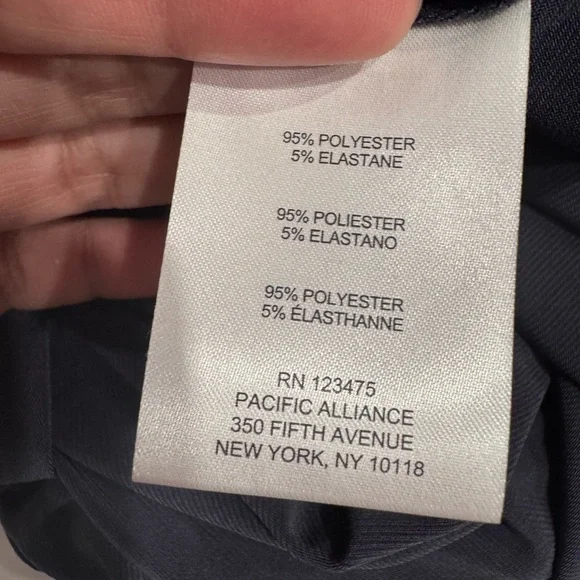 95% POLYESTER
5% ELASTANE
95% POLIESTER
5% ELASTANO
95% POLYESTER
5% ÉLASTHANNE
RN 123475
PACIFIC ALLIANCE
350 FIFTH AVENUE
NEW YORK, NY 10118